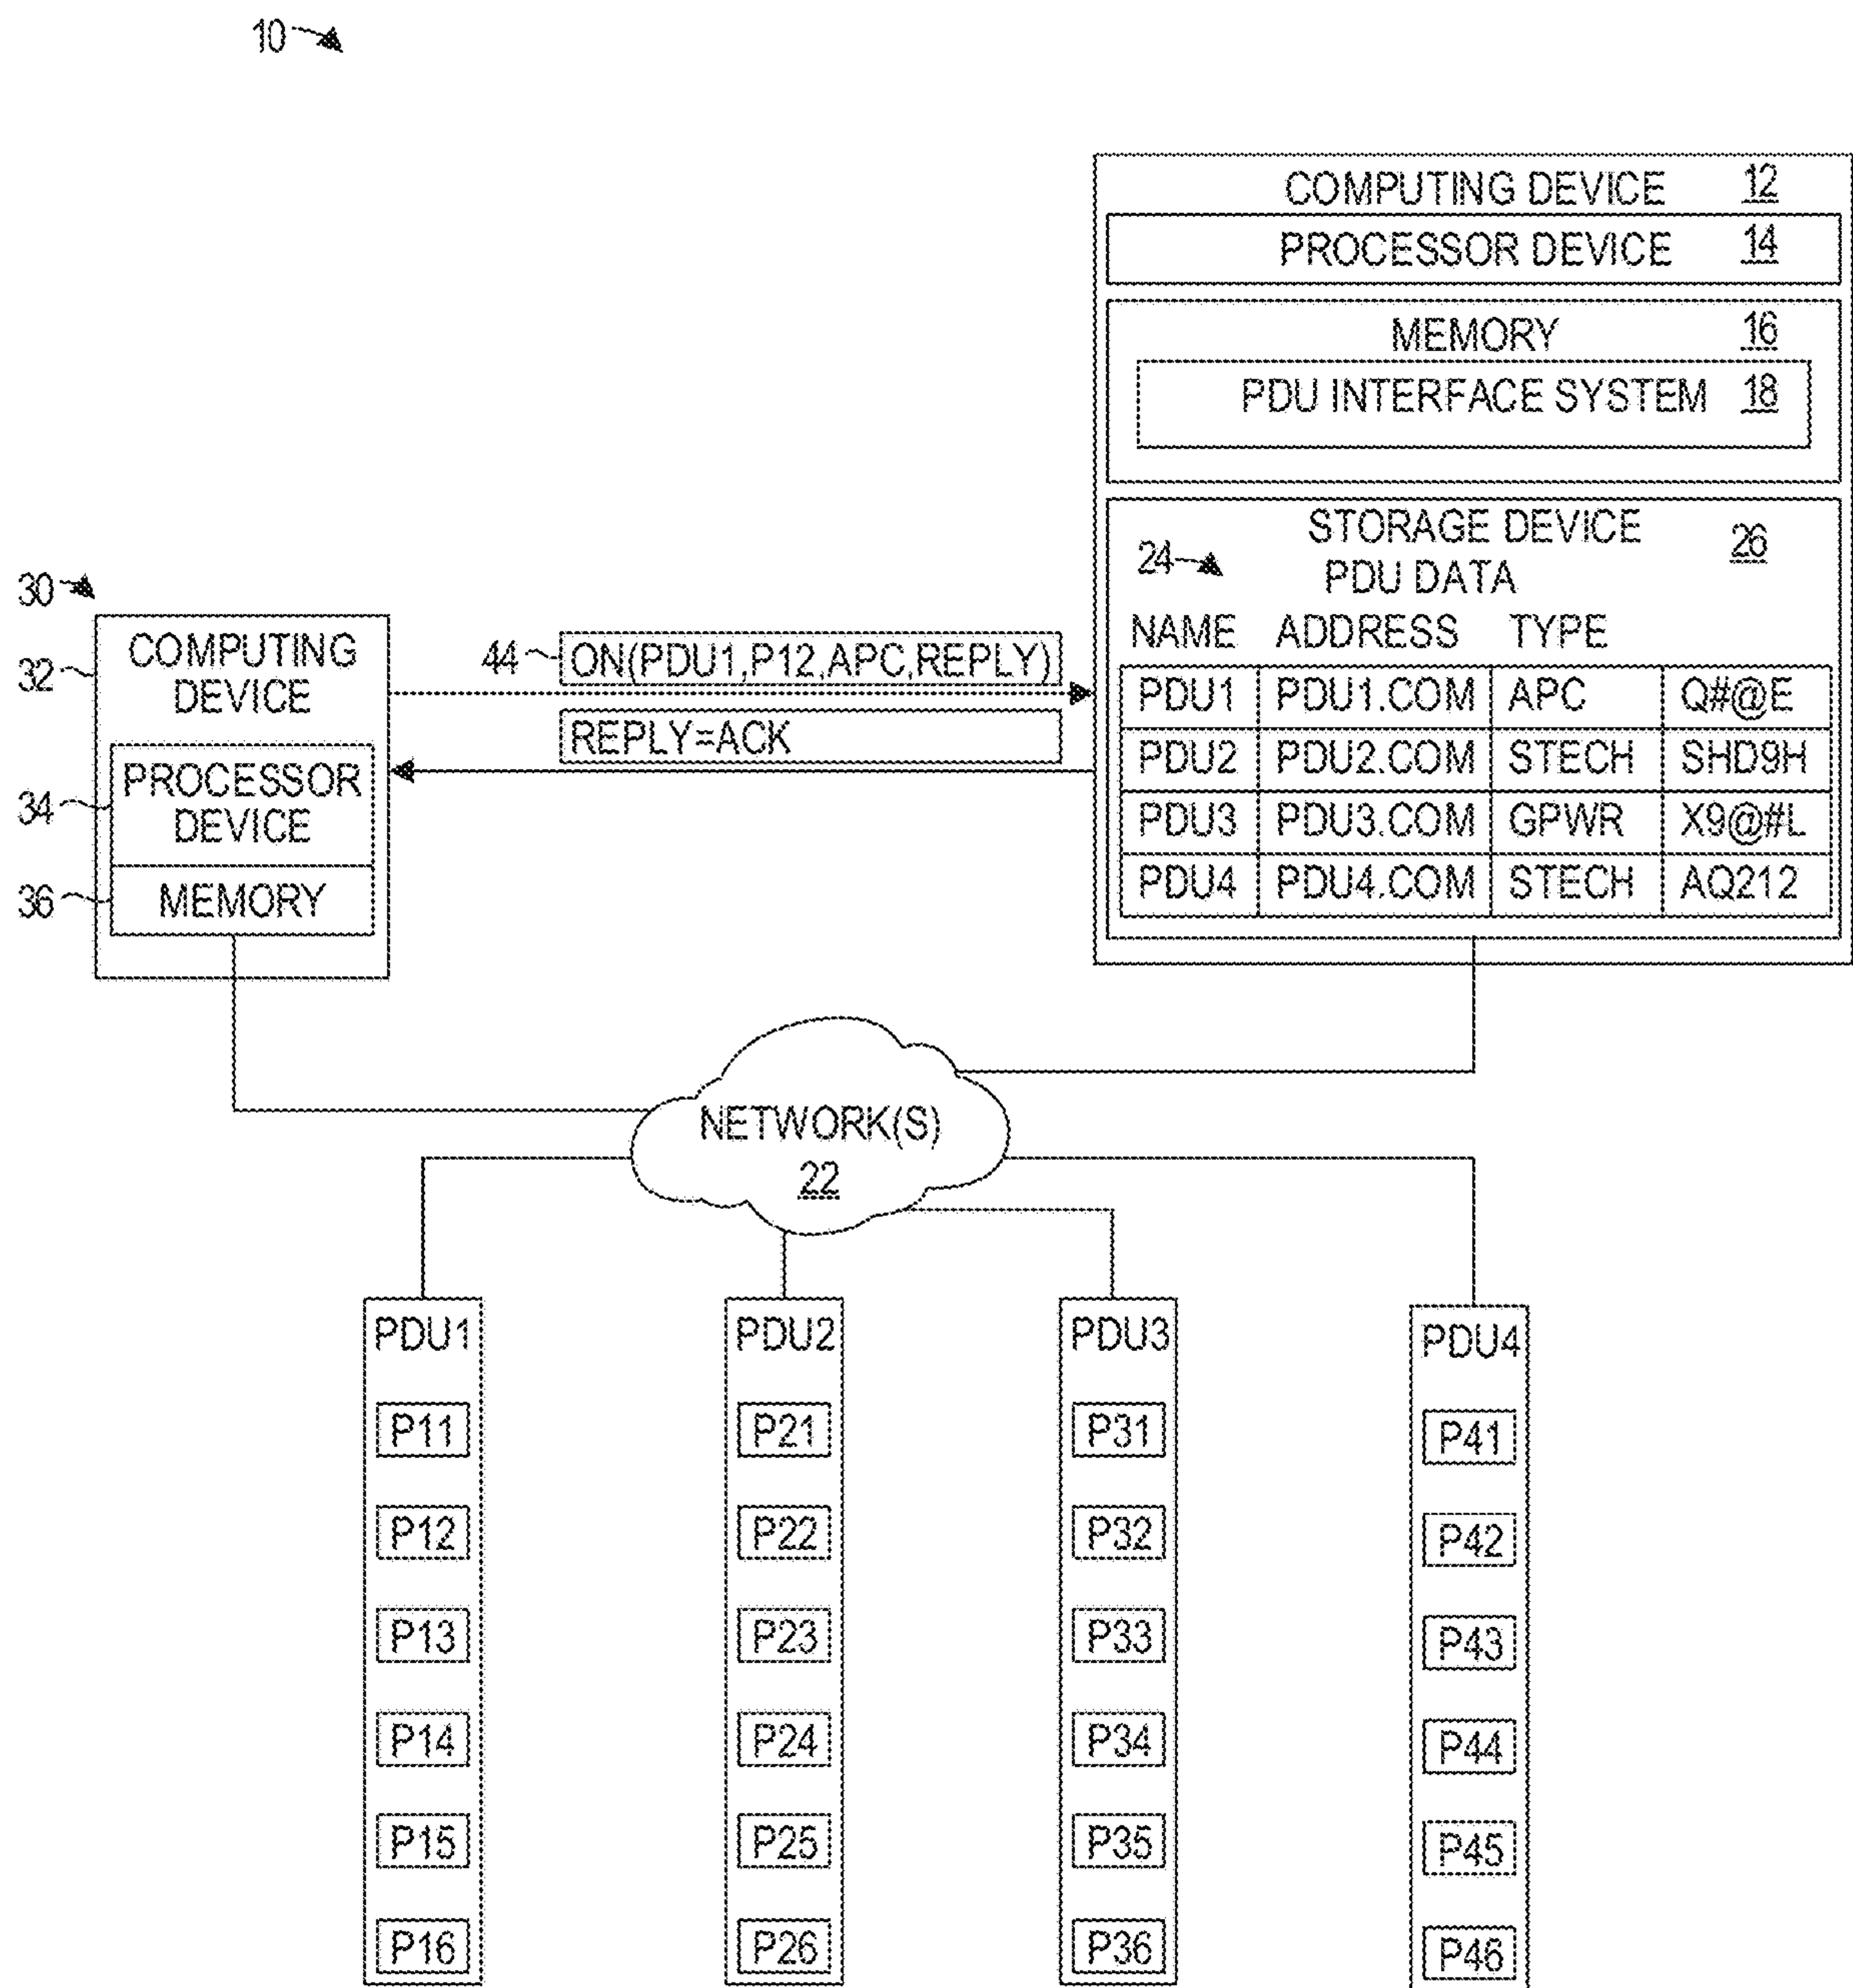 10
COMPUTING DEVICE 12
PROCESSOR DEVICE 14
MEMORY 16
PDU INTERFACE SYSTEM 18
STORAGE DEVICE 26
24 PDU DATA
NAME ADDRESS TYPE
PDU1 PDU1.COM APC Q#@E
PDU2 PDU2.COM STECH SHD9H
PDU3 PDU3.COM GPWR X9@#L
PDU4 PDU4.COM STECH AQ212
30
32 COMPUTING
DEVICE
34 PROCESSOR
DEVICE
36 MEMORY
44 ON(PDU1,P12,APC,REPLY)
REPLY=ACK
NETWORK(S)
22
PDU1 PDU2 PDU3 PDU4
P11 P21 P31 P41
P12 P22 P32 P42
P13 P23 P33 P43
P14 P24 P34 P44
P15 P25 P35 P45
P16 P26 P36 P46